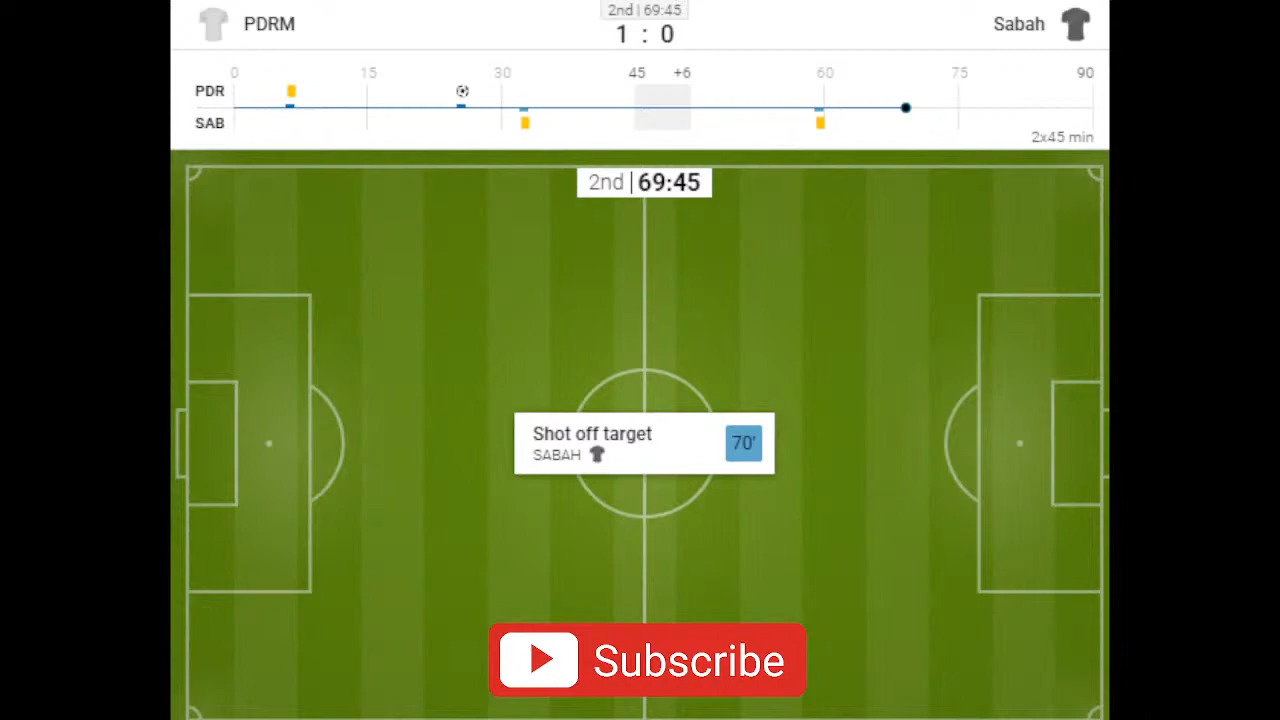 2nd | 69:45
PDRM
1 : 0
Sabah
0 15 30 45 +6 60 75 90
PDR
SAB
2x45 min
2nd | 69:45
Shot off target
70'
SABAH
Subscribe